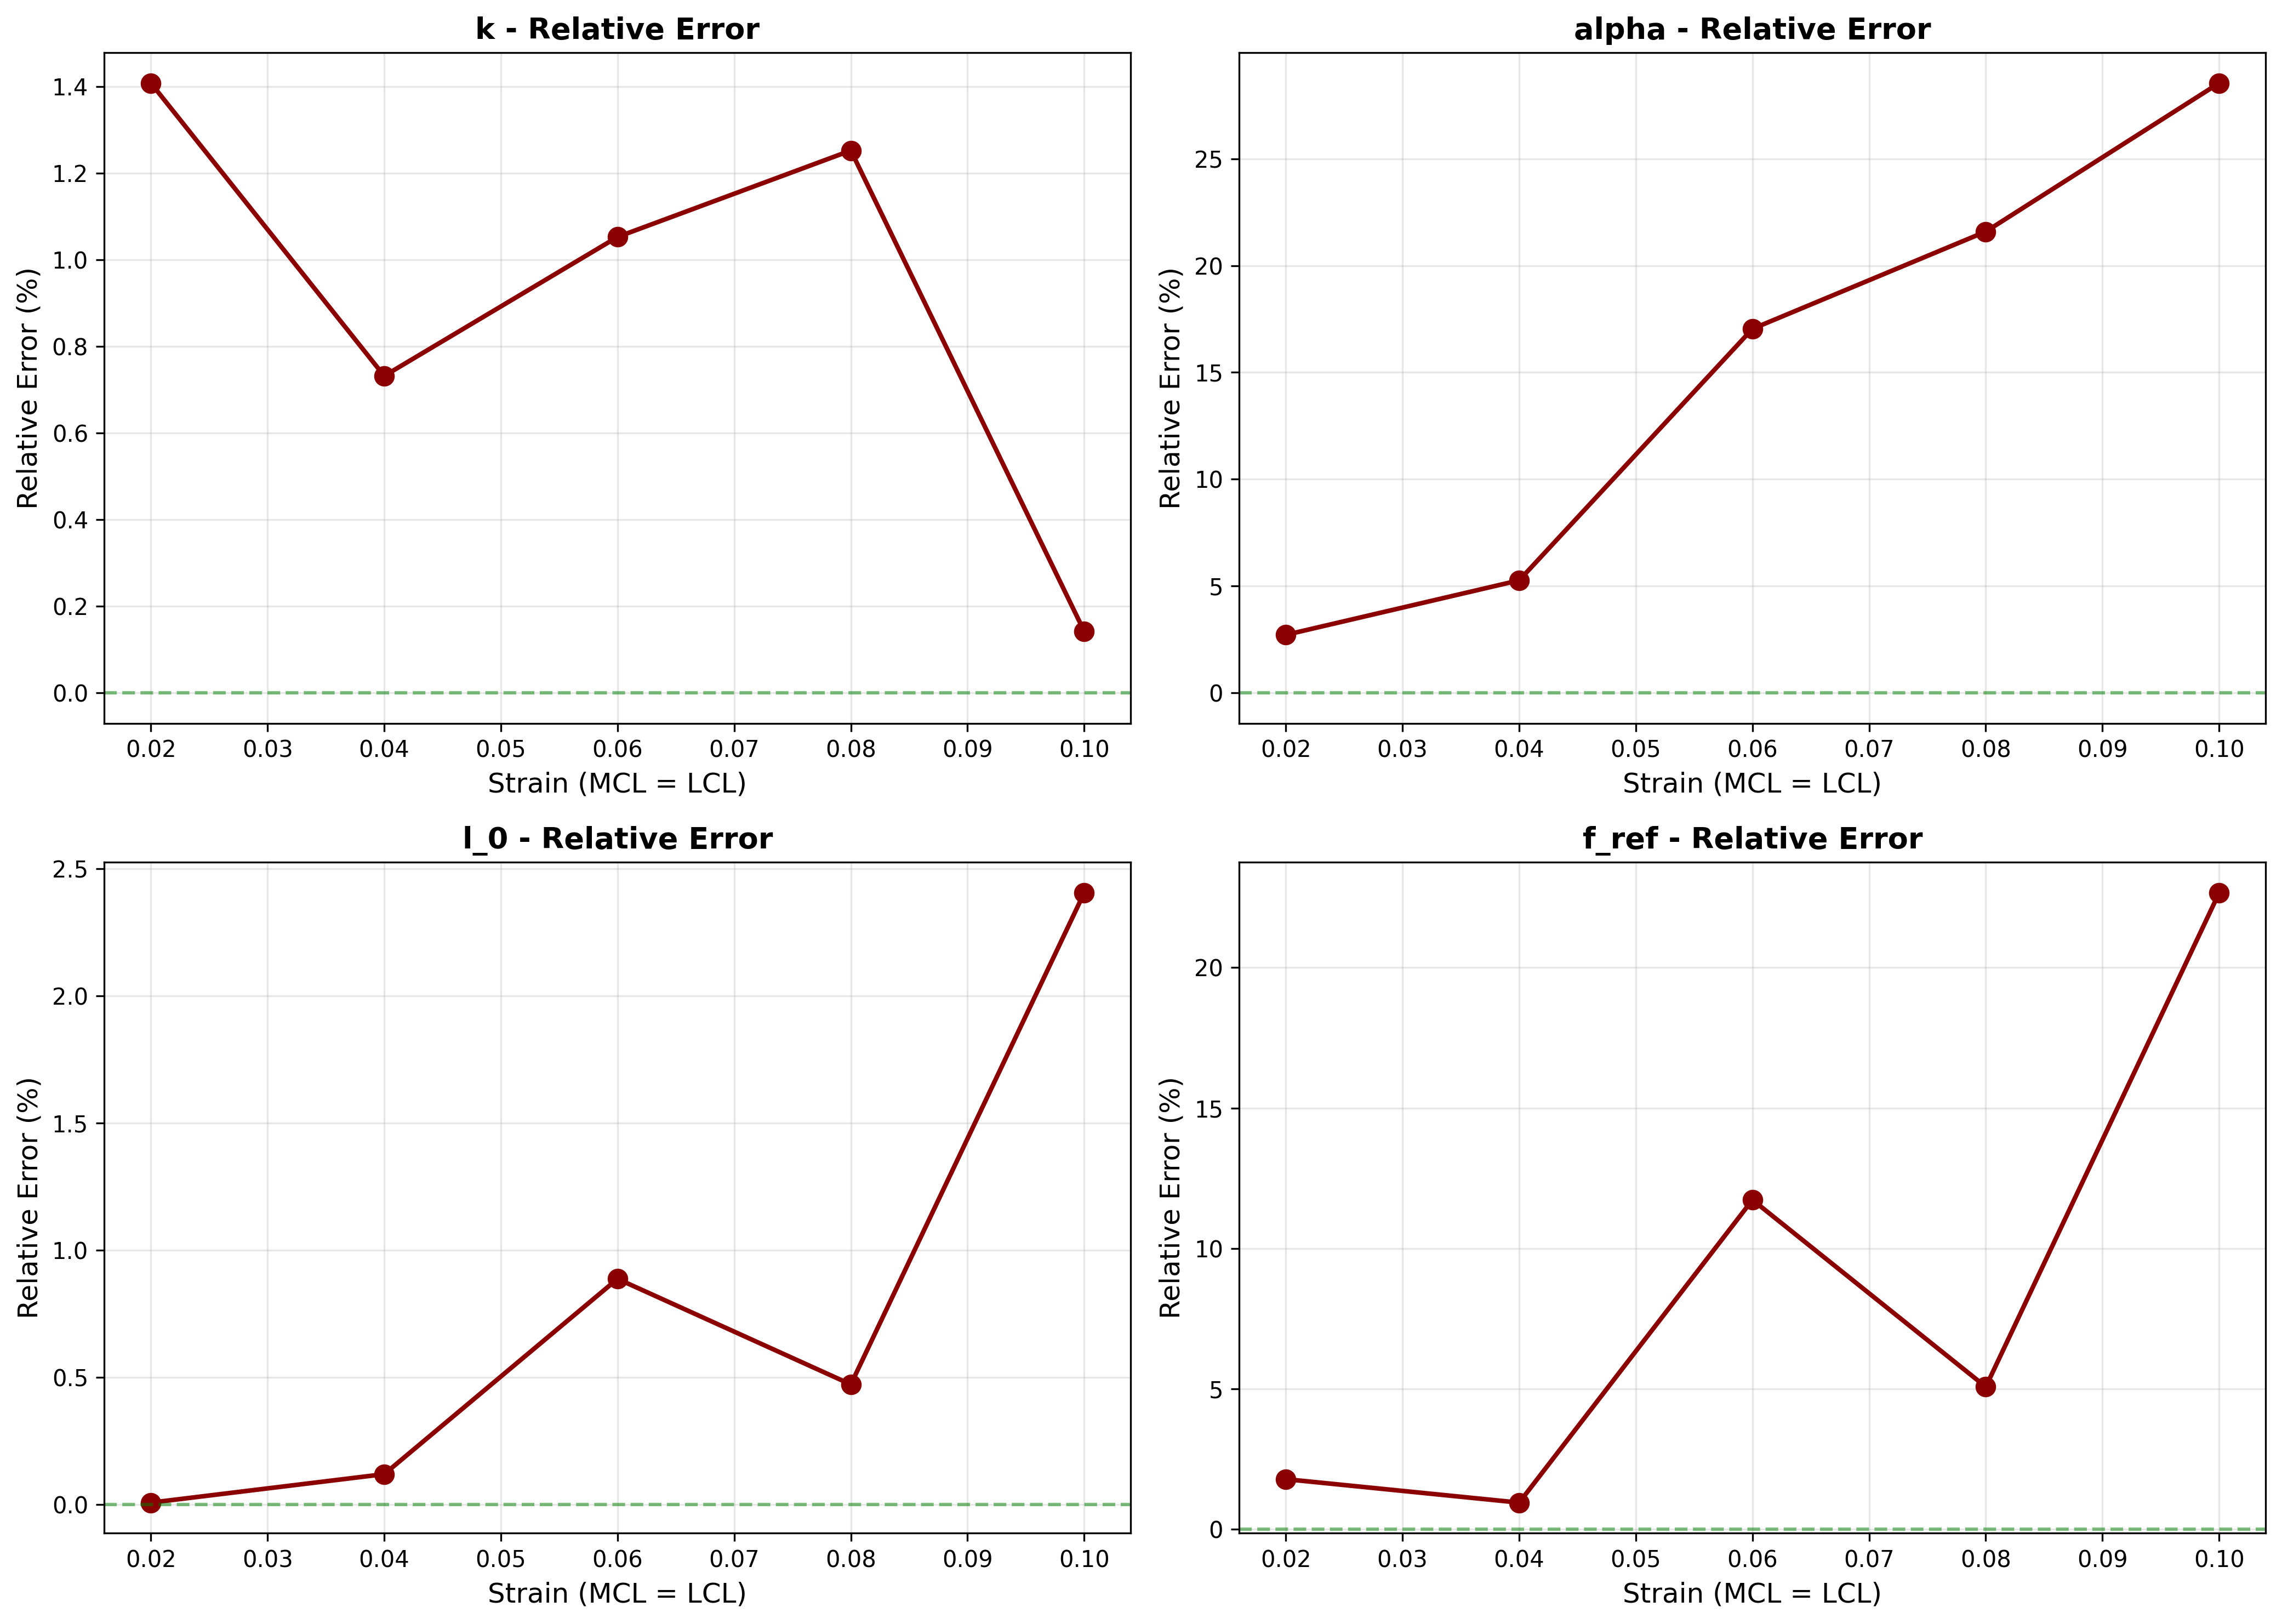 k - Relative Error
1.4
1.2
1.0
0.8
0.6
0.4
0.2
0.0
Relative Error (%)
0.02 0.03 0.04 0.05 0.06 0.07 0.08 0.09 0.10
Strain (MCL = LCL)
alpha - Relative Error
25
20
15
10
5
0
Relative Error (%)
0.02 0.03 0.04 0.05 0.06 0.07 0.08 0.09 0.10
Strain (MCL = LCL)
l_0 - Relative Error
2.5
2.0
1.5
1.0
0.5
0.0
Relative Error (%)
0.02 0.03 0.04 0.05 0.06 0.07 0.08 0.09 0.10
Strain (MCL = LCL)
f_ref - Relative Error
20
15
10
5
0
Relative Error (%)
0.02 0.03 0.04 0.05 0.06 0.07 0.08 0.09 0.10
Strain (MCL = LCL)